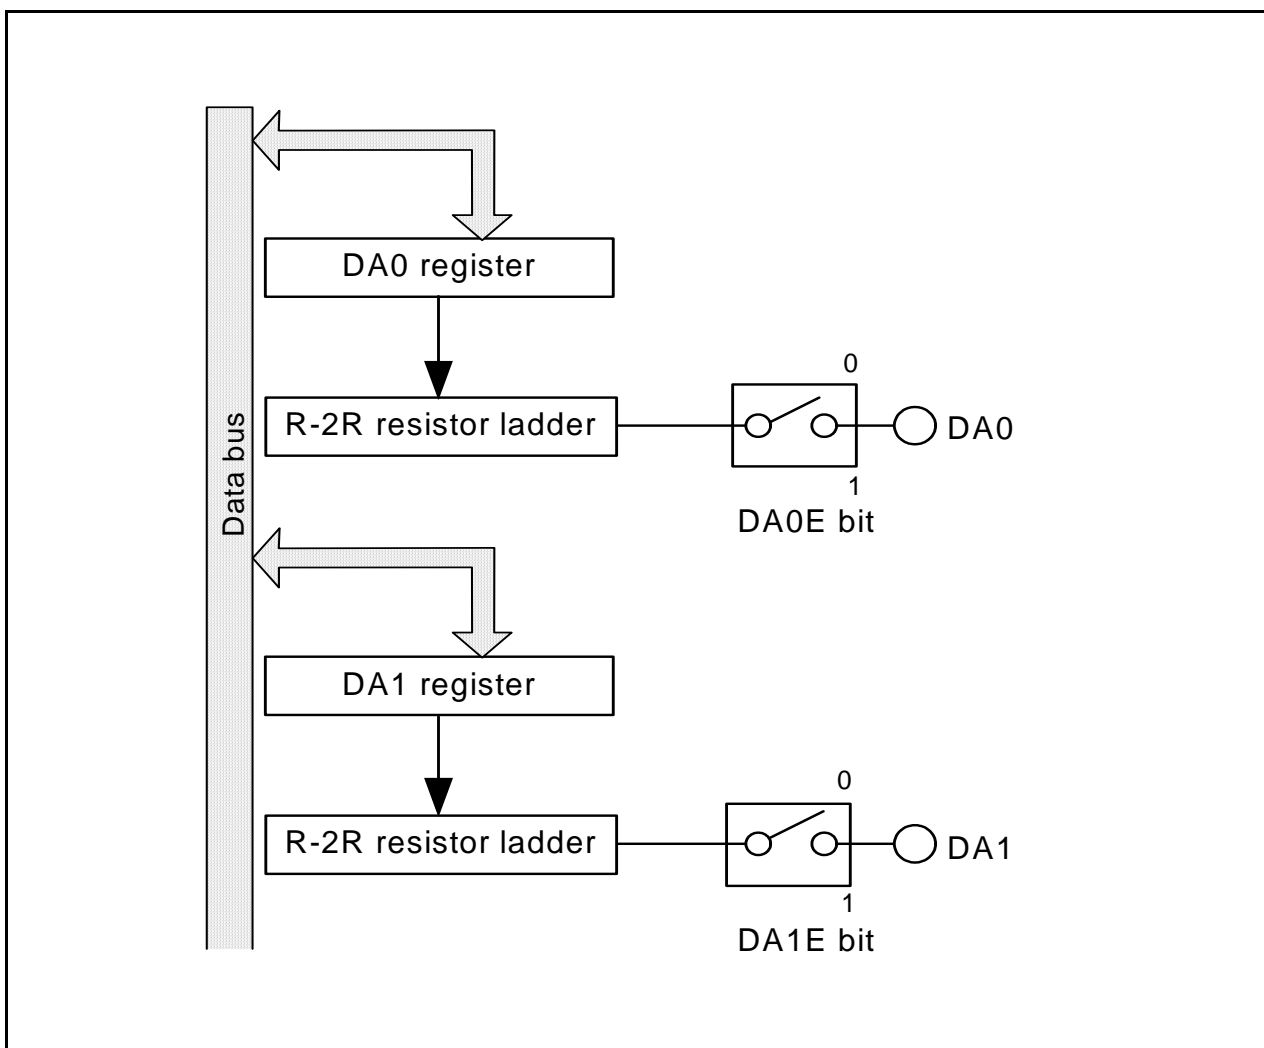 Data bus
DA0 register
R-2R resistor ladder
0
1
DA0E bit
DA0
DA1 register
R-2R resistor ladder
0
1
DA1E bit
DA1